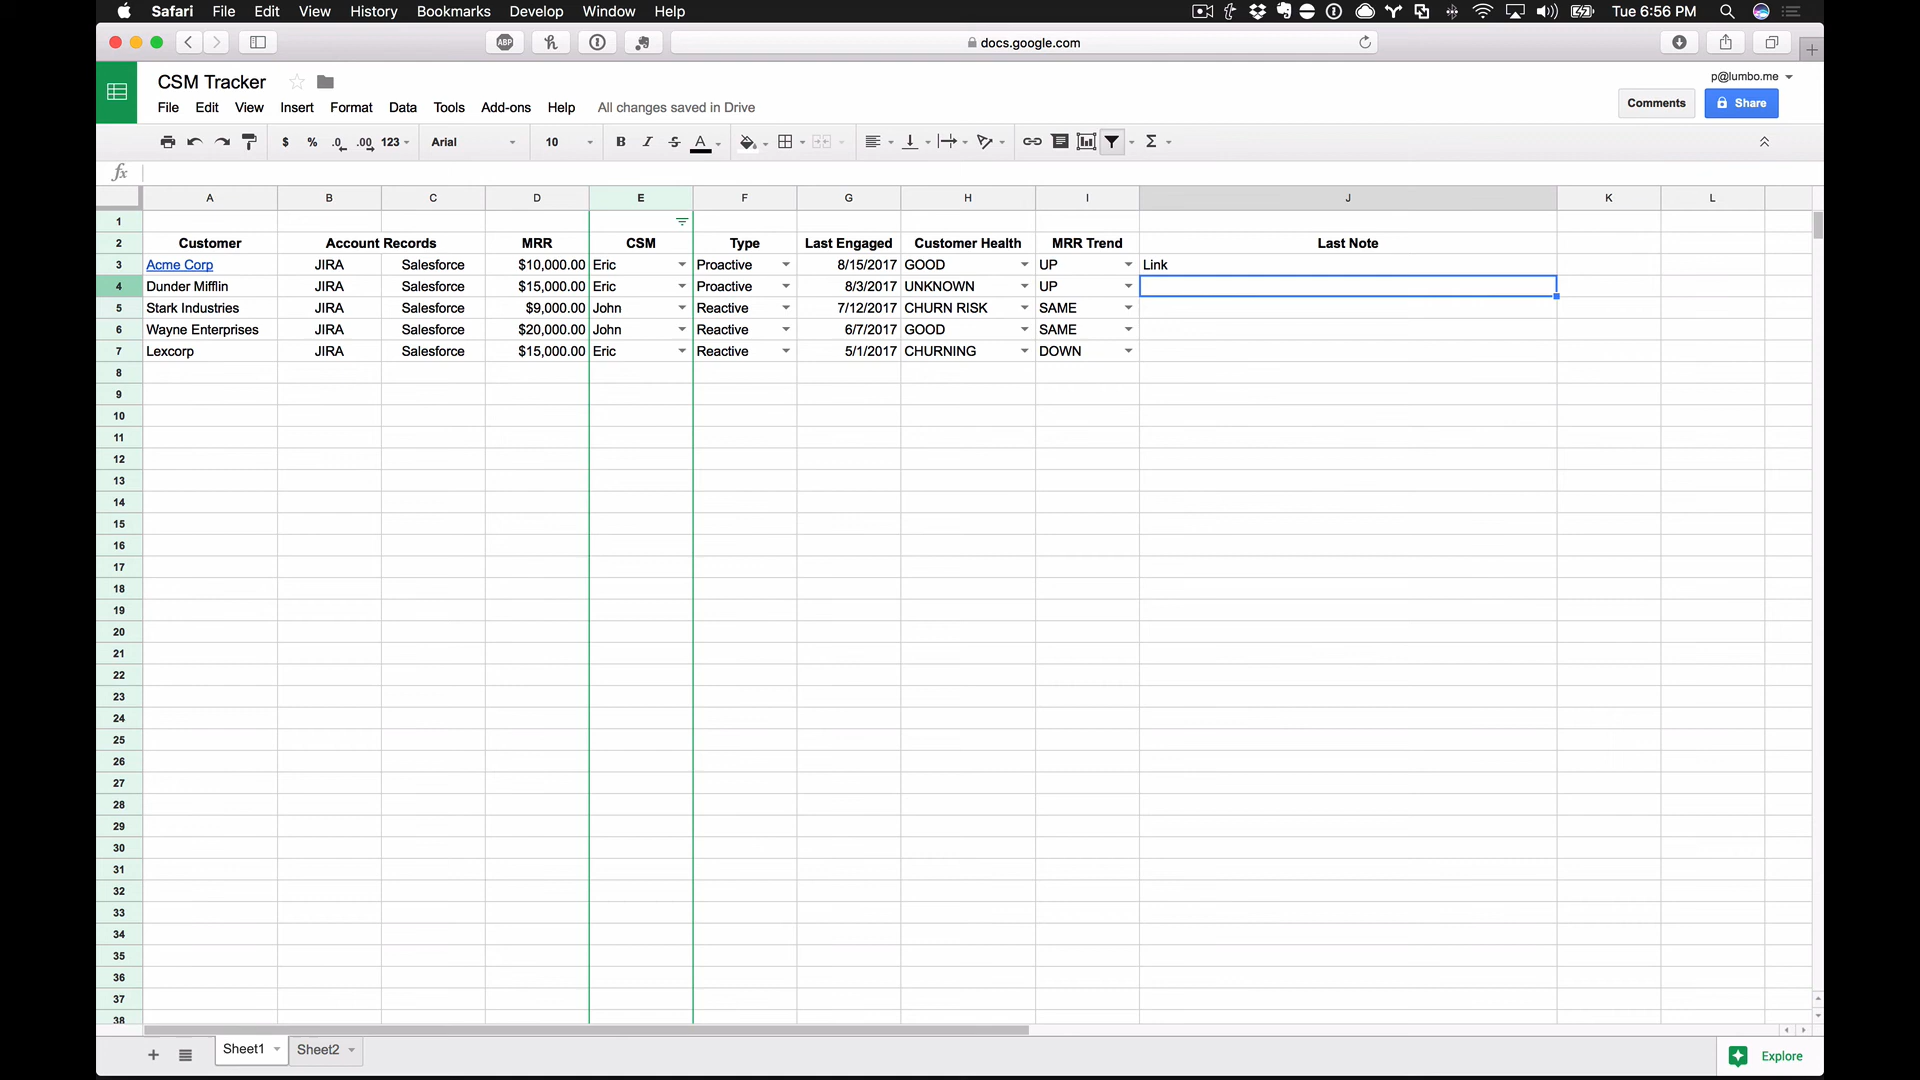 Safari File Edit View History Bookmarks Develop Window Help Tue 6:56 PM
ABP docs.google.com
CSM Tracker p@lumbo.me
File Edit View Insert Format Data Tools Add-ons Help All changes saved in Drive Comments Share
$ % .0 .00 123 Arial 10 B I S A Σ
fx
A B C D E F G H I J K L
1
2 Customer Account Records MRR CSM Type Last Engaged Customer Health MRR Trend Last Note
3 Acme Corp JIRA Salesforce $10,000.00 Eric Proactive 8/15/2017 GOOD UP Link
4 Dunder Mifflin JIRA Salesforce $15,000.00 Eric Proactive 8/3/2017 UNKNOWN UP
5 Stark Industries JIRA Salesforce $9,000.00 John Reactive 7/12/2017 CHURN RISK SAME
6 Wayne Enterprises JIRA Salesforce $20,000.00 John Reactive 6/7/2017 GOOD SAME
7 Lexcorp JIRA Salesforce $15,000.00 Eric Reactive 5/1/2017 CHURNING DOWN
8
9
10
11
12
13
14
15
16
17
18
19
20
21
22
23
24
25
26
27
28
29
30
31
32
33
34
35
36
37
38
Sheet1 Sheet2 Explore